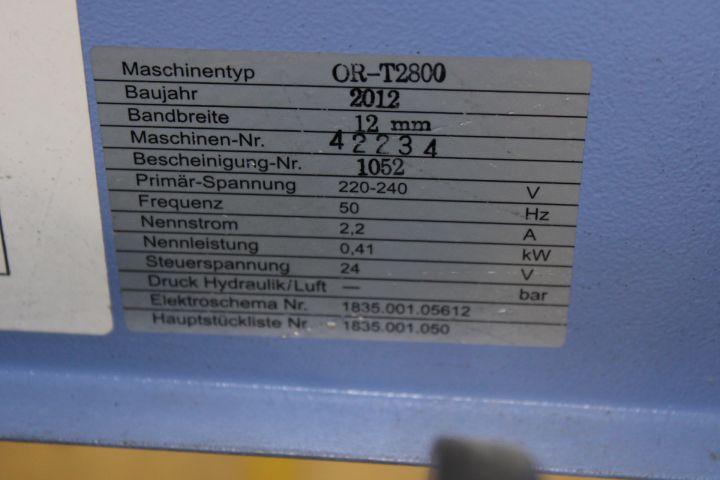 Maschinentyp OR-T2800
Baujahr 2012
Bandbreite 12 mm
Maschinen-Nr. 42234
Bescheinigung-Nr. 1052
Primär-Spannung 220-240 V
Frequenz 50 Hz
Nennstrom 2,2 A
Nennleistung 0,41 kW
Steuerspannung 24 V
Druck Hydraulik/Luft — bar
Elektroschema Nr. 1835.001.05612
Hauptstückliste Nr. 1835.001.050